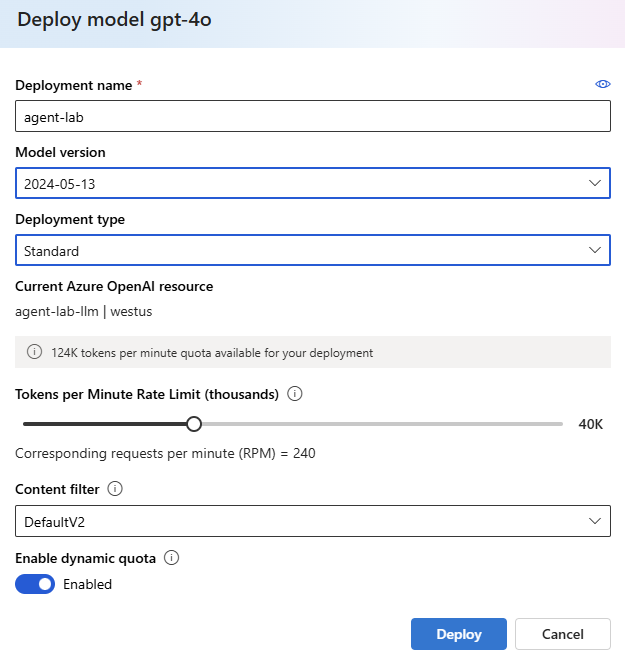 Deploy model gpt-4o
Deployment name *
agent-lab
Model version
2024-05-13
Deployment type
Standard
Current Azure OpenAI resource
agent-lab-llm | westus
124K tokens per minute quota available for your deployment
Tokens per Minute Rate Limit (thousands)
40K
Corresponding requests per minute (RPM) = 240
Content filter
DefaultV2
Enable dynamic quota
Enabled
Deploy
Cancel